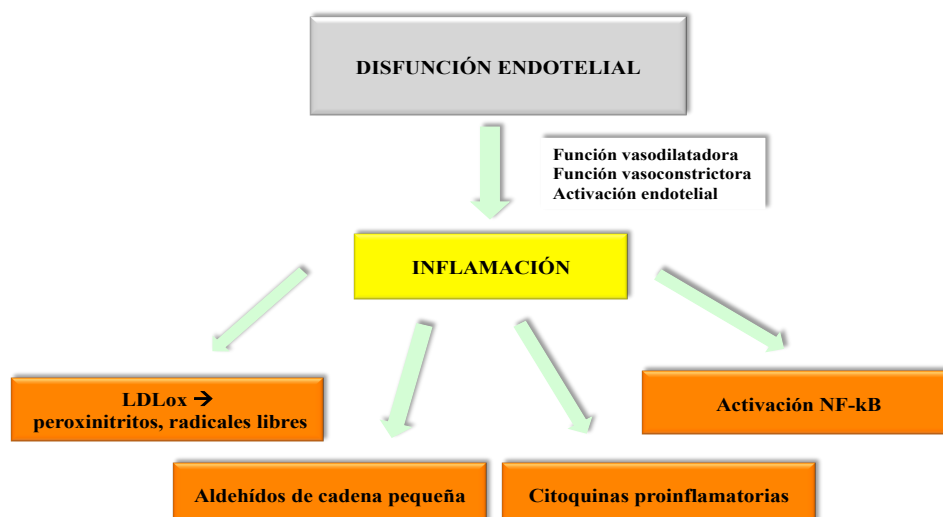 DISFUNCIÓN ENDOTELIAL
Función vasodilatadora
Función vasoconstrictora
Activación endotelial
INFLAMACIÓN
LDLox →
peroxinitritos, radicales libres
Activación NF-kB
Aldehídos de cadena pequeña
Citoquinas proinflamatorias